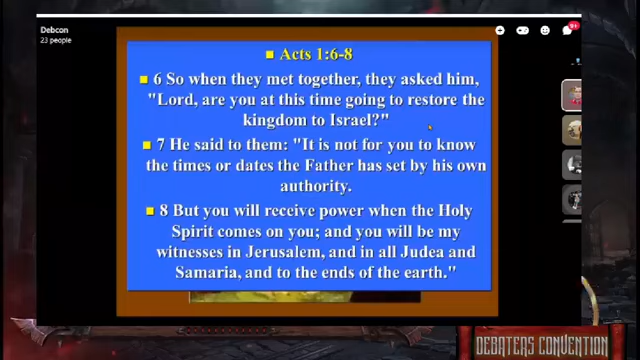 Debcon
23 people
Acts 1:6-8
6 So when they met together, they asked him,
"Lord, are you at this time going to restore the
kingdom to Israel?"
7 He said to them: "It is not for you to know
the times or dates the Father has set by his own
authority.
8 But you will receive power when the Holy
Spirit comes on you; and you will be my
witnesses in Jerusalem, and in all Judea and
Samaria, and to the ends of the earth."
DEBATERS CONVENTION